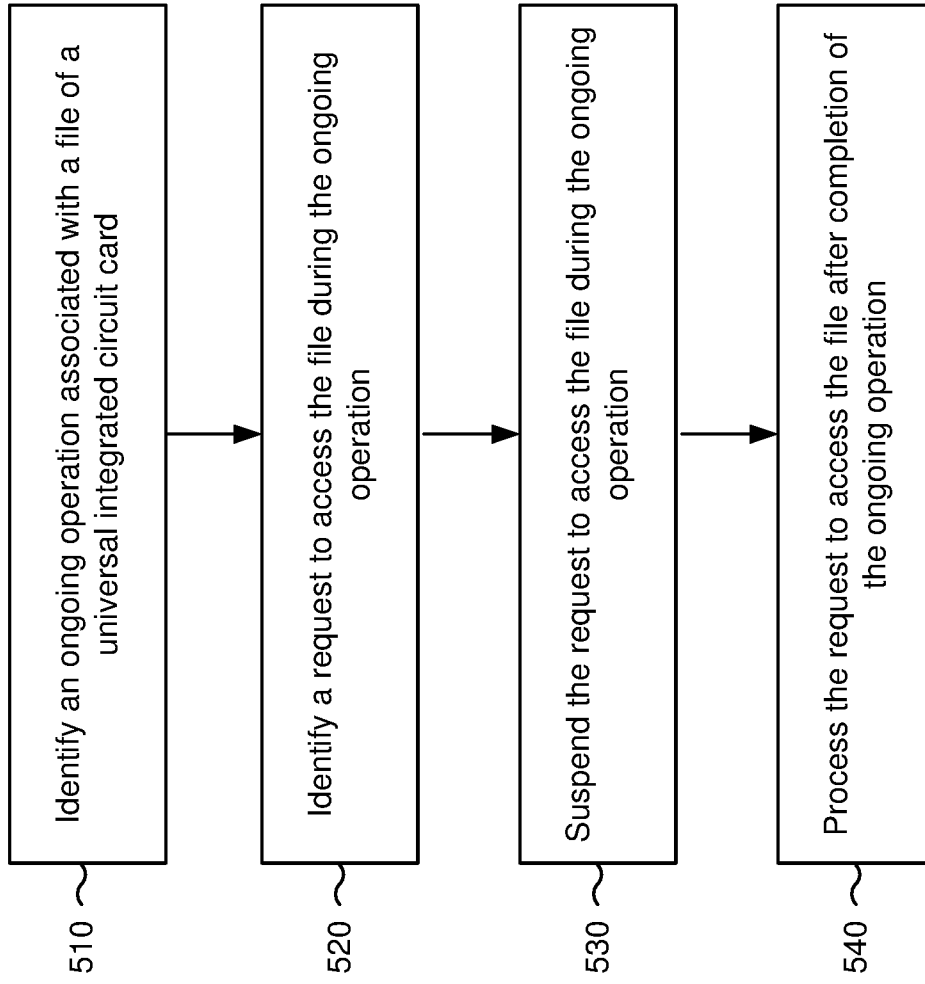 510
Identify an ongoing operation associated with a file of a
universal integrated circuit card
520
Identify a request to access the file during the ongoing
operation
530
Suspend the request to access the file during the ongoing
operation
540
Process the request to access the file after completion of
the ongoing operation